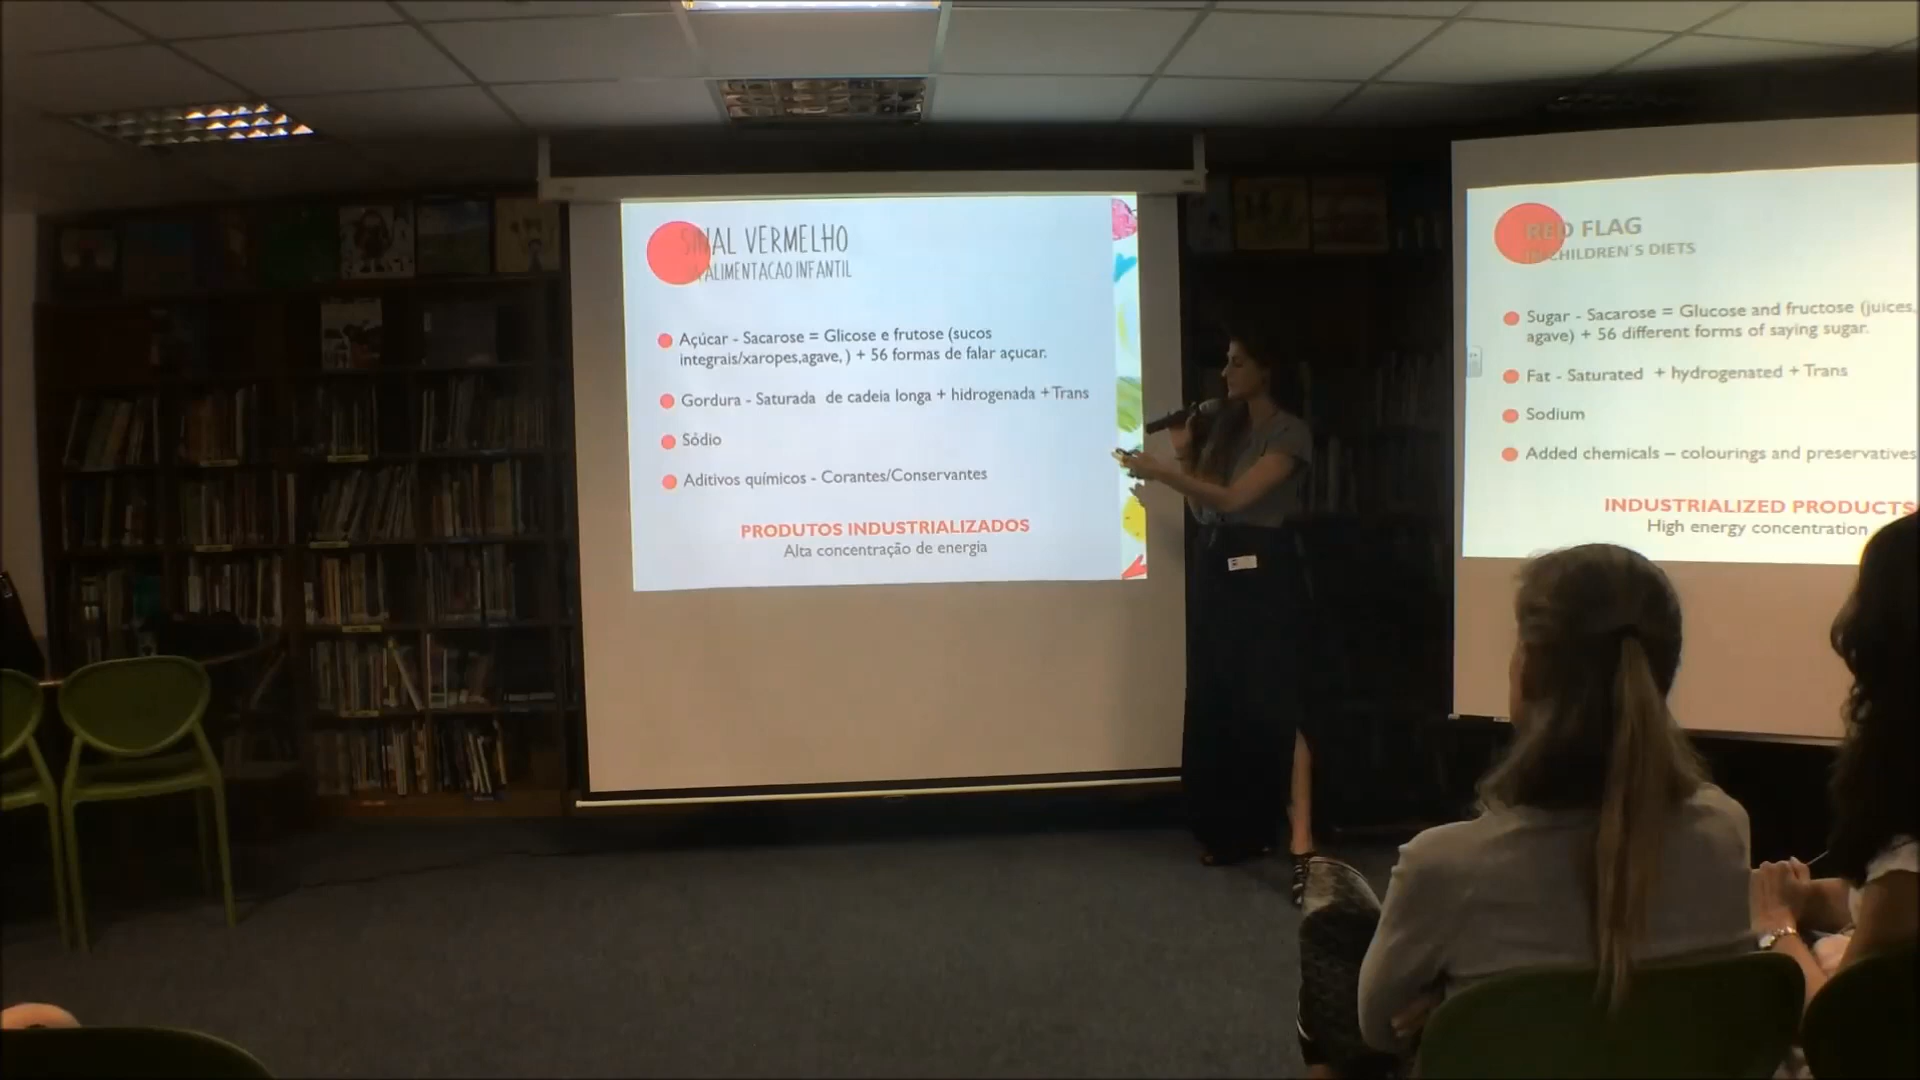 SINAL VERMELHO
ALIMENTACAO INFANTIL
Açúcar - Sacarose = Glicose e frutose (sucos
integrais/xaropes,agave, ) + 56 formas de falar açucar.
Gordura - Saturada de cadeia longa + hidrogenada +Trans
Sódio
Aditivos químicos - Corantes/Conservantes
PRODUTOS INDUSTRIALIZADOS
Alta concentração de energia
RED FLAG
CHILDREN´S DIETS
Sugar - Sacarose = Glucose and fructose (juices,
agave) + 56 different forms of saying sugar.
Fat - Saturated + hydrogenated + Trans
Sodium
Added chemicals – colourings and preservatives
INDUSTRIALIZED PRODUCTS
High energy concentration